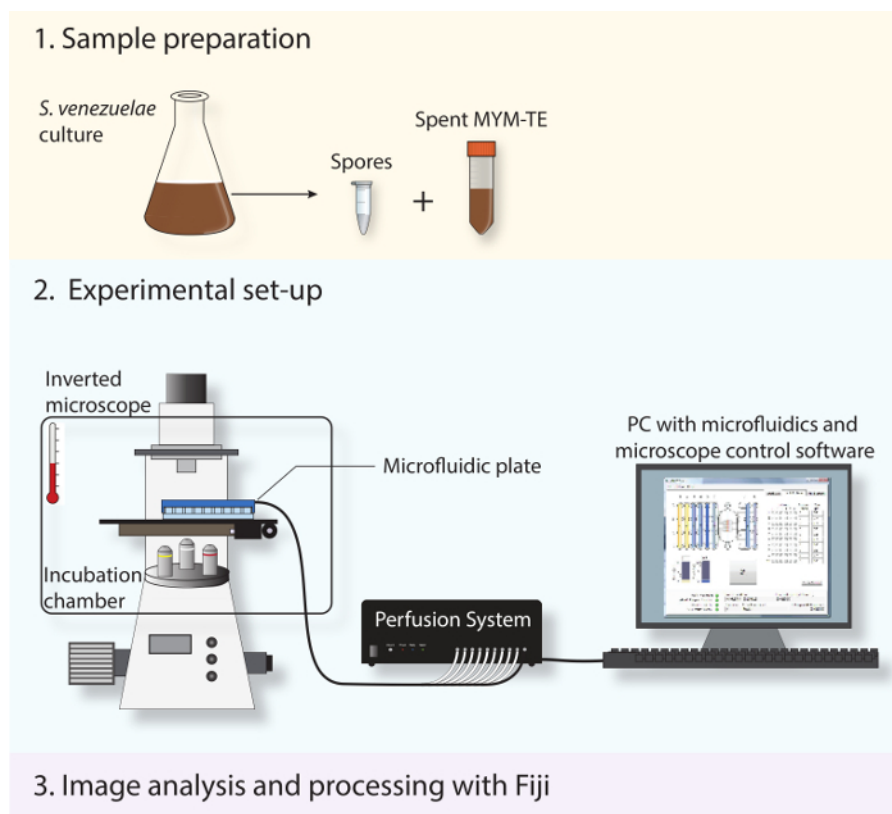 1. Sample preparation
S. venezuelae
culture
Spores
Spent MYM-TE
+
2. Experimental set-up
Inverted
microscope
Microfluidic plate
PC with microfluidics and
microscope control software
Incubation
chamber
Perfusion System
3. Image analysis and processing with Fiji